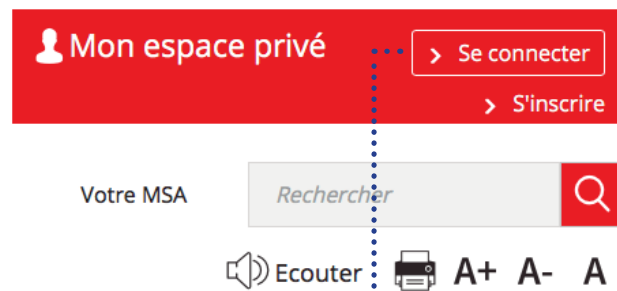 Mon espace privé
> Se connecter
> S'inscrire
Votre MSA
Rechercher
Ecouter A+ A- A